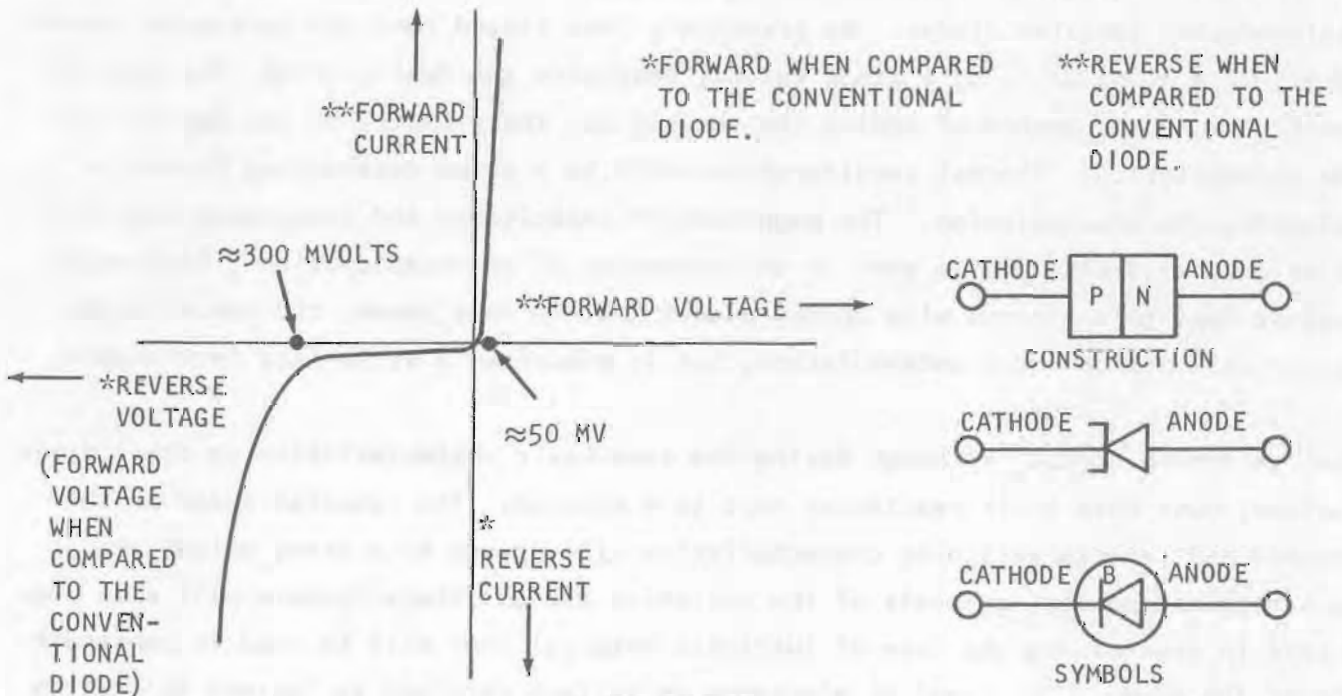 **FORWARD
CURRENT
*FORWARD WHEN COMPARED
TO THE CONVENTIONAL
DIODE.
**REVERSE WHEN
COMPARED TO THE
CONVENTIONAL
DIODE.
≈300 MVOLTS
**FORWARD VOLTAGE
*REVERSE
VOLTAGE
(FORWARD
VOLTAGE
WHEN
COMPARED
TO THE
CONVEN-
TIONAL
DIODE)
≈50 MV
*
REVERSE
CURRENT
CATHODE
P N
ANODE
CONSTRUCTION
CATHODE
ANODE
CATHODE
B
ANODE
SYMBOLS